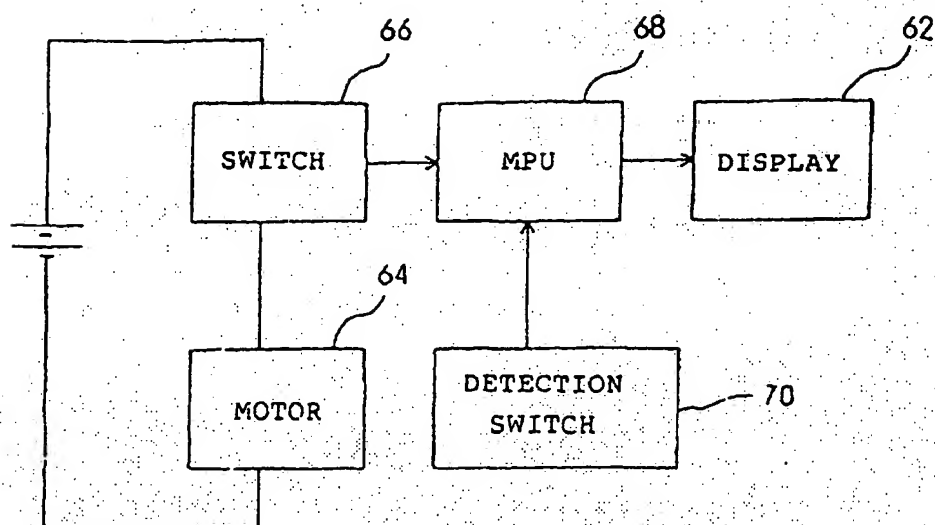 66
68
62
SWITCH
MPU
DISPLAY
64
MOTOR
DETECTION
SWITCH
70